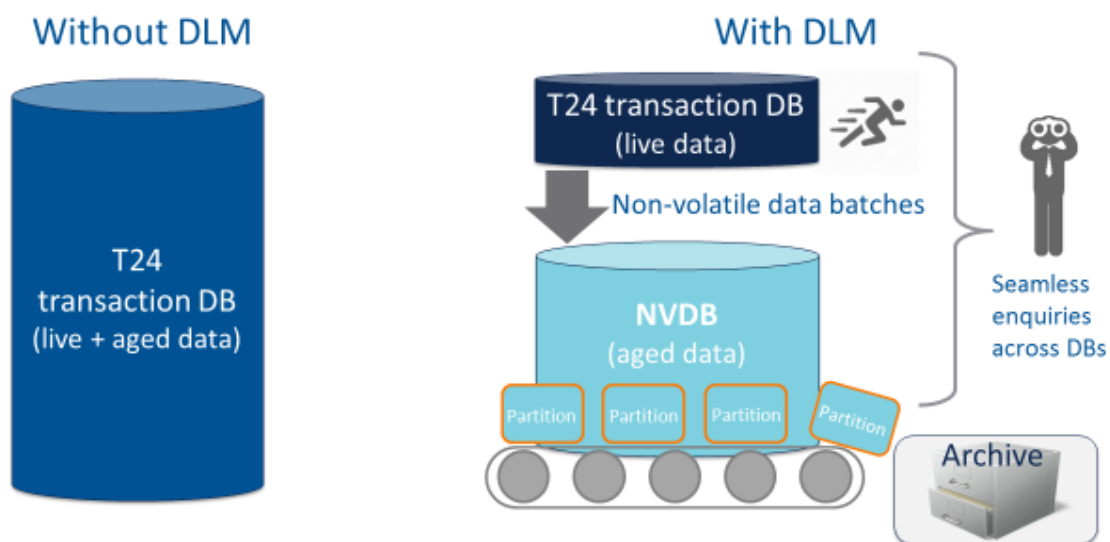 Without DLM
T24
transaction DB
(live + aged data)
With DLM
T24 transaction DB
(live data)
Non-volatile data batches
NVDB
(aged data)
Partition
Partition
Partition
Partition
Archive
Seamless
enquiries
across DBs